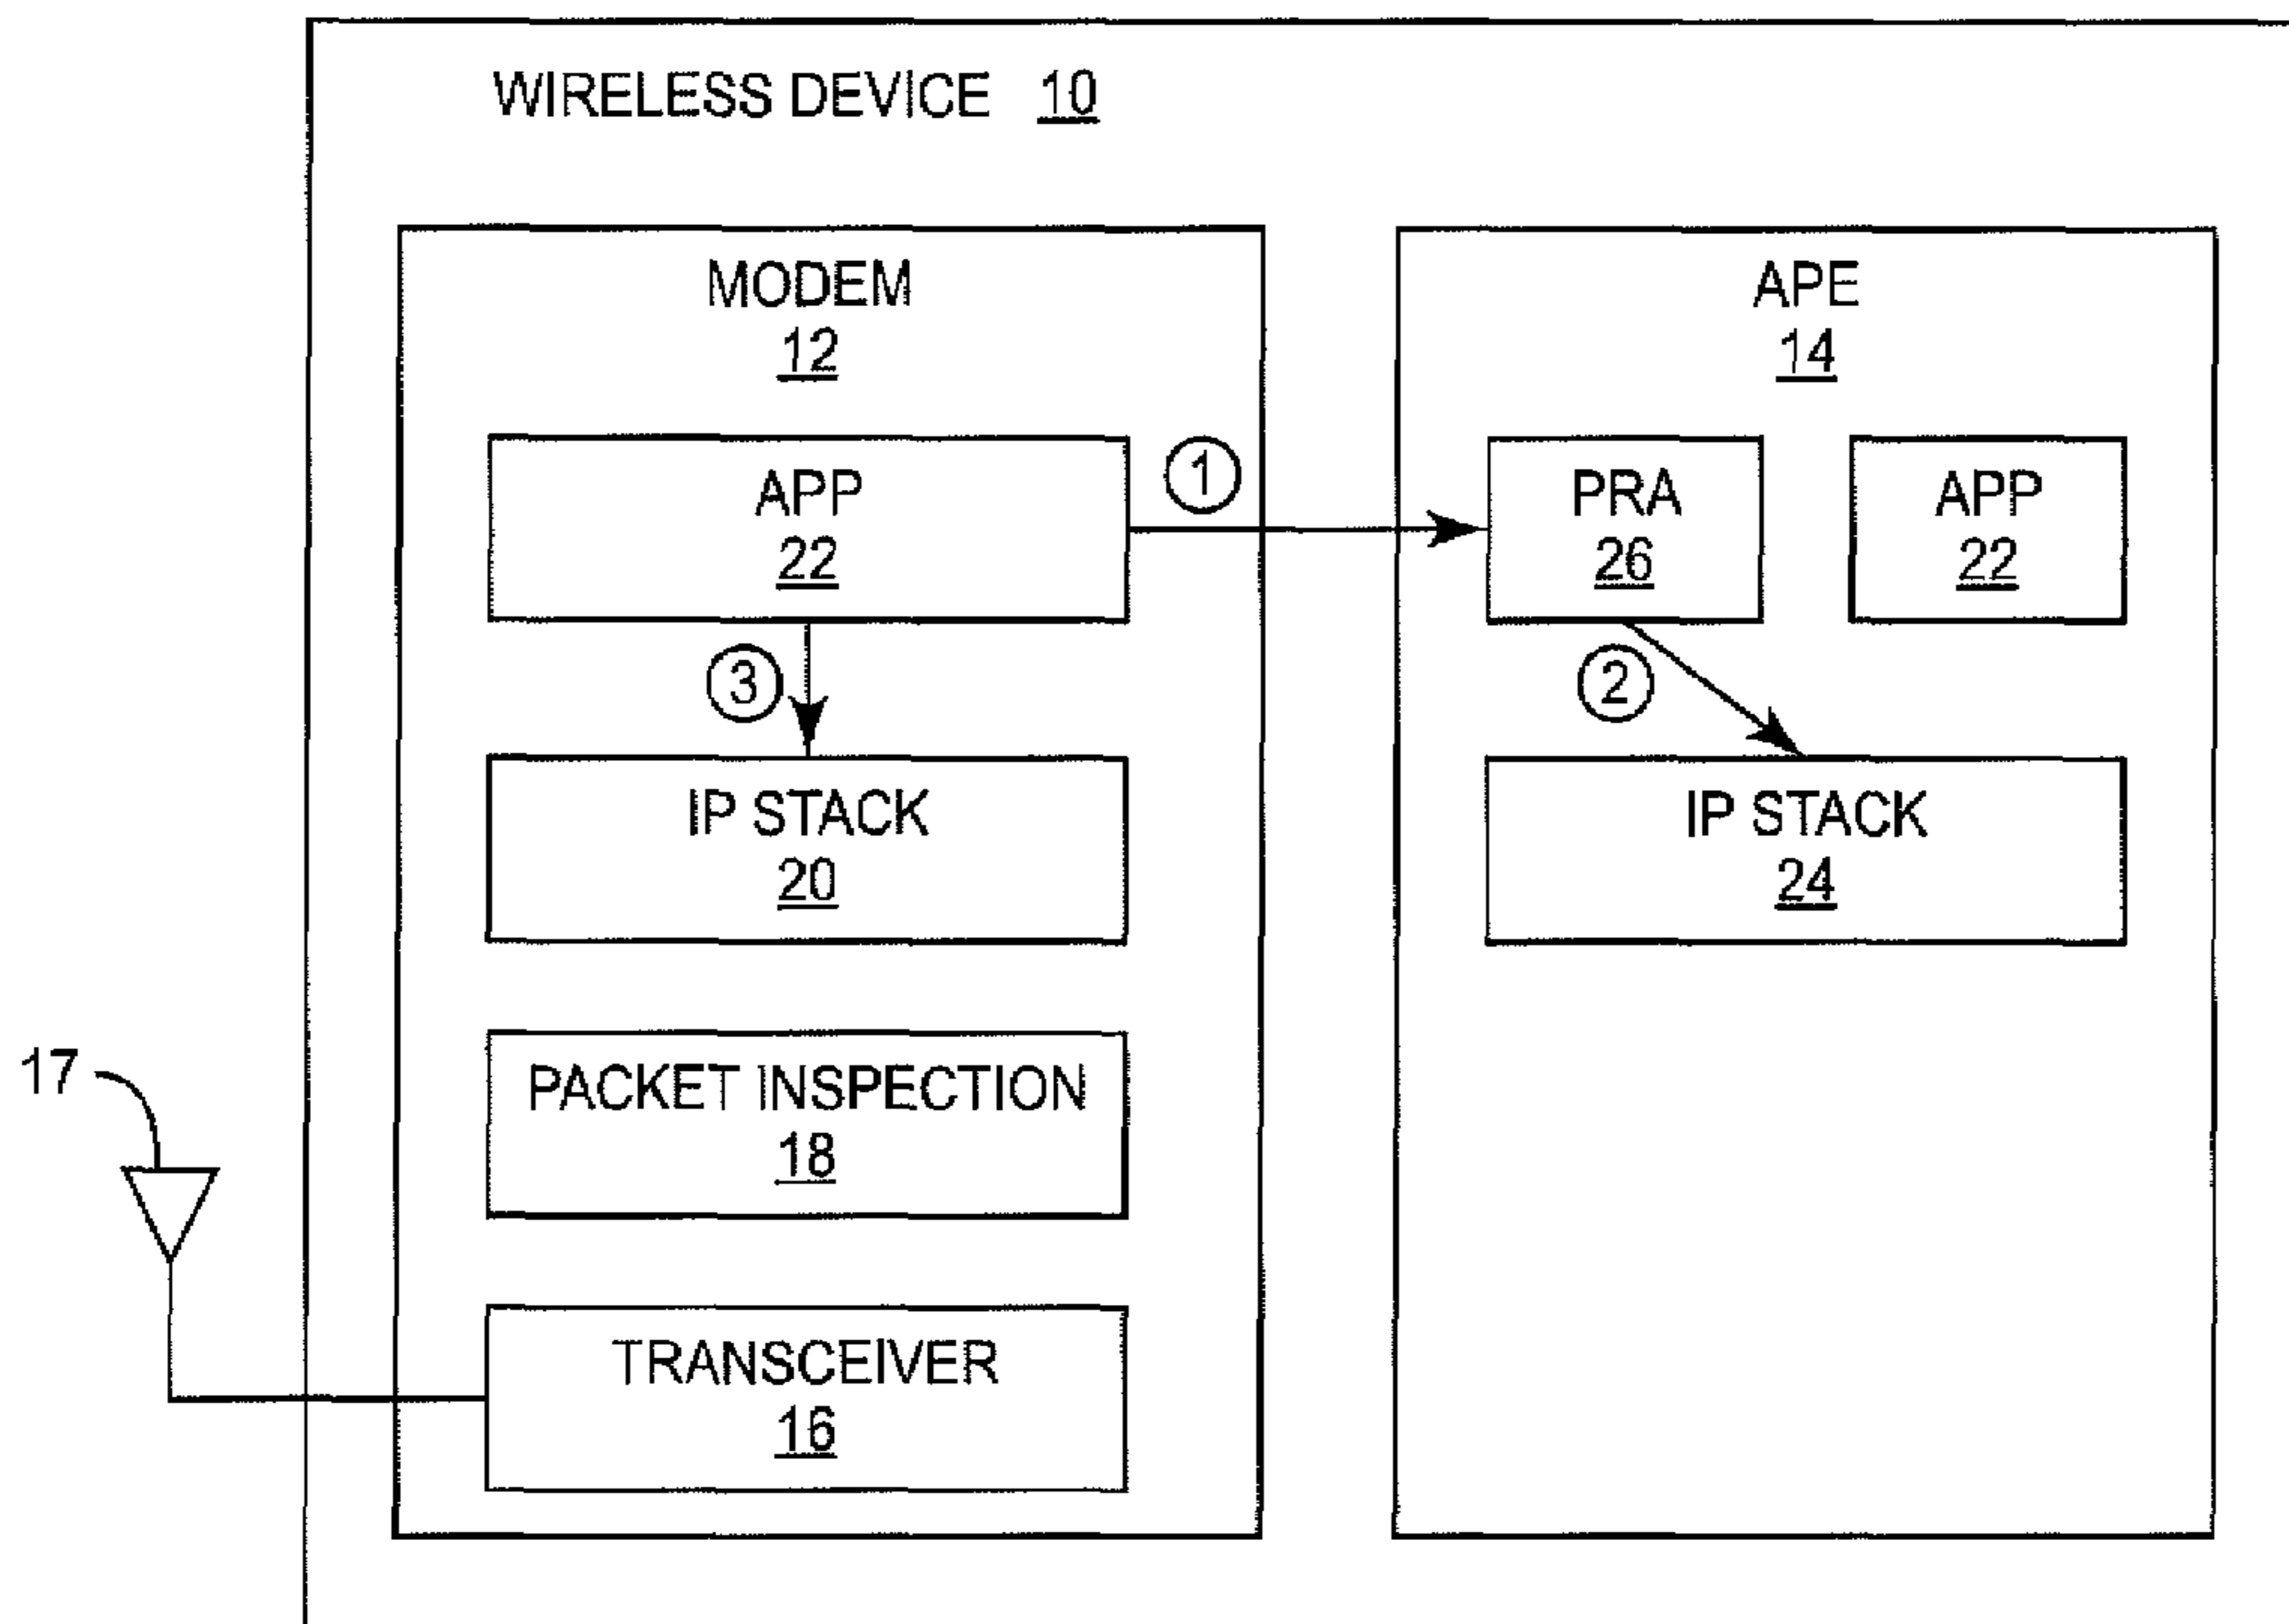 WIRELESS DEVICE 10
MODEM
12
APP
22
1
3
IP STACK
20
PACKET INSPECTION
18
TRANSCEIVER
16
17
APE
14
PRA
26
APP
22
2
IP STACK
24